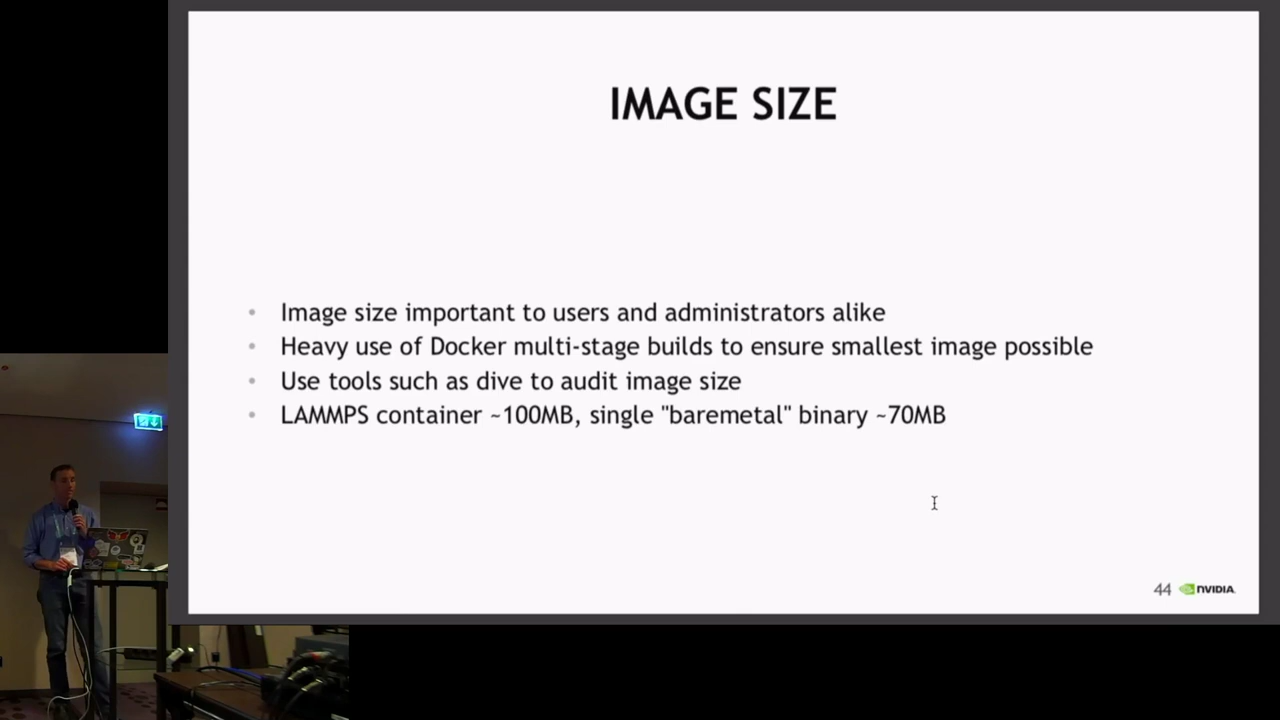 IMAGE SIZE
• Image size important to users and administrators alike
• Heavy use of Docker multi-stage builds to ensure smallest image possible
• Use tools such as dive to audit image size
• LAMMPS container ~100MB, single "baremetal" binary ~70MB
44 NVIDIA.